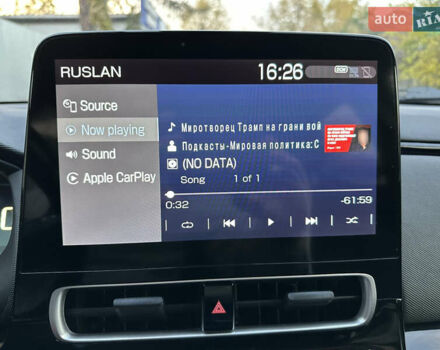 auto RIA
RUSLAN 16:26
Source
Now playing
Sound
Apple CarPlay
Миротворец Трамп на грани вой
Подкасты-Мировая политика: С
(NO DATA)
Song 1 of 1
0:32 -61:59